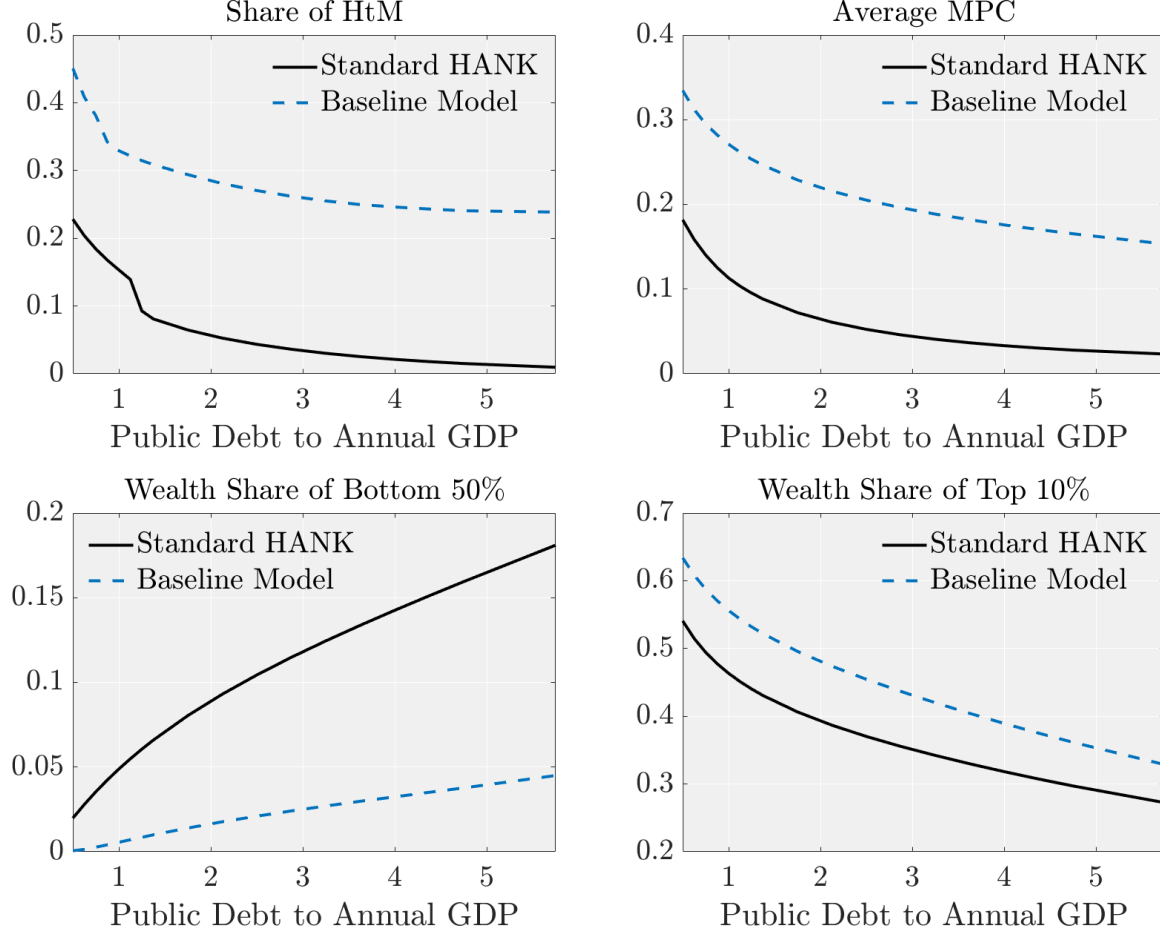 Share of HtM
0.5
0.4
0.3
0.2
0.1
0
Standard HANK
Baseline Model
1 2 3 4 5
Public Debt to Annual GDP
Average MPC
0.4
0.3
0.2
0.1
0
Standard HANK
Baseline Model
1 2 3 4 5
Public Debt to Annual GDP
Wealth Share of Bottom 50%
0.2
0.15
0.1
0.05
0
Standard HANK
Baseline Model
1 2 3 4 5
Public Debt to Annual GDP
Wealth Share of Top 10%
0.7
0.6
0.5
0.4
0.3
0.2
Standard HANK
Baseline Model
1 2 3 4 5
Public Debt to Annual GDP